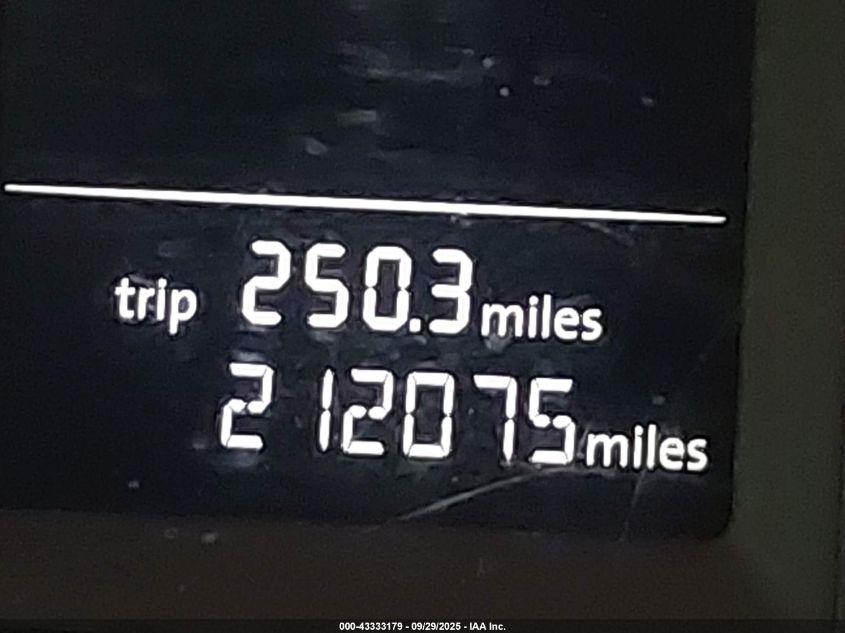 trip 250.3 miles
212075 miles
000-43333179 - 09/29/2025 - IAA Inc.